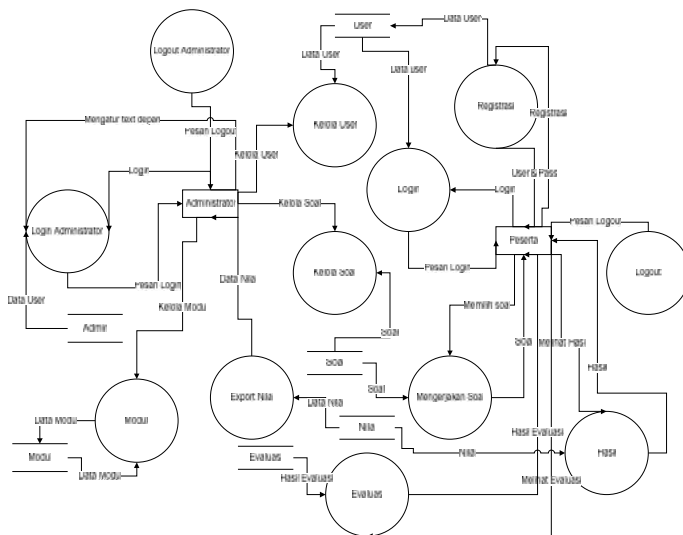 User
Data User
Logout Administrator
Data User
Data user
Registrasi
Registrasi
Kelola User
Mengatur text depan
Pesan Logout
Kelola User
User & Pass
Login
Login
Login
Administrator
Kelola Soal
Pesan Logout
Login Administrator
Peserta
Pesan Login
Kelola Soal
Logout
Data User
Pesan Login
Data Nilai
Kelola Modul
Memilih soal
Admin
Soal
Soal
Melihat Hasil
Soal
Hasil
Soal
Export Nilai
Data Nilai
Mengerjakan Soal
Modul
Data Modul
Nilai
Hasil Evaluasi
Modul
Evaluasi
Nilai
Hasil
Data Modul
Hasil Evaluasi
Melihat Evaluasi
Evaluasi